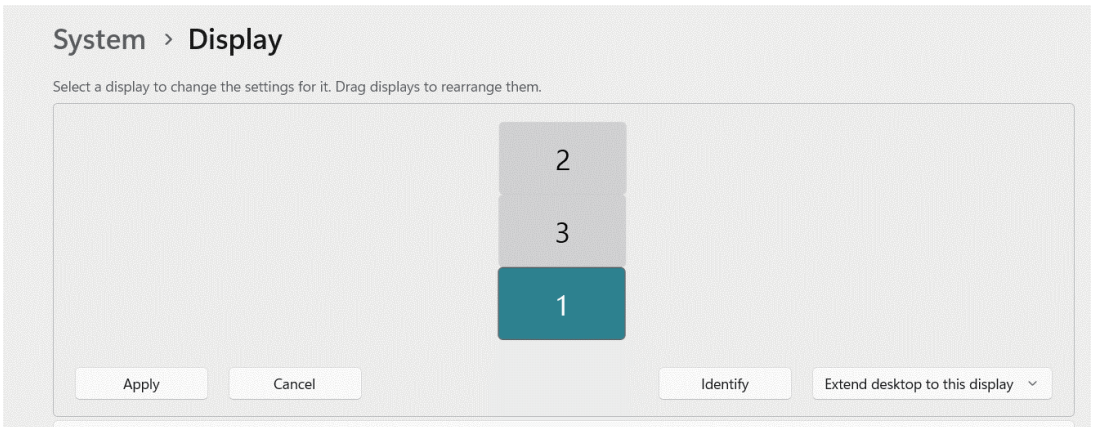 System > Display
Select a display to change the settings for it. Drag displays to rearrange them.
2
3
1
Apply Cancel Identify Extend desktop to this display